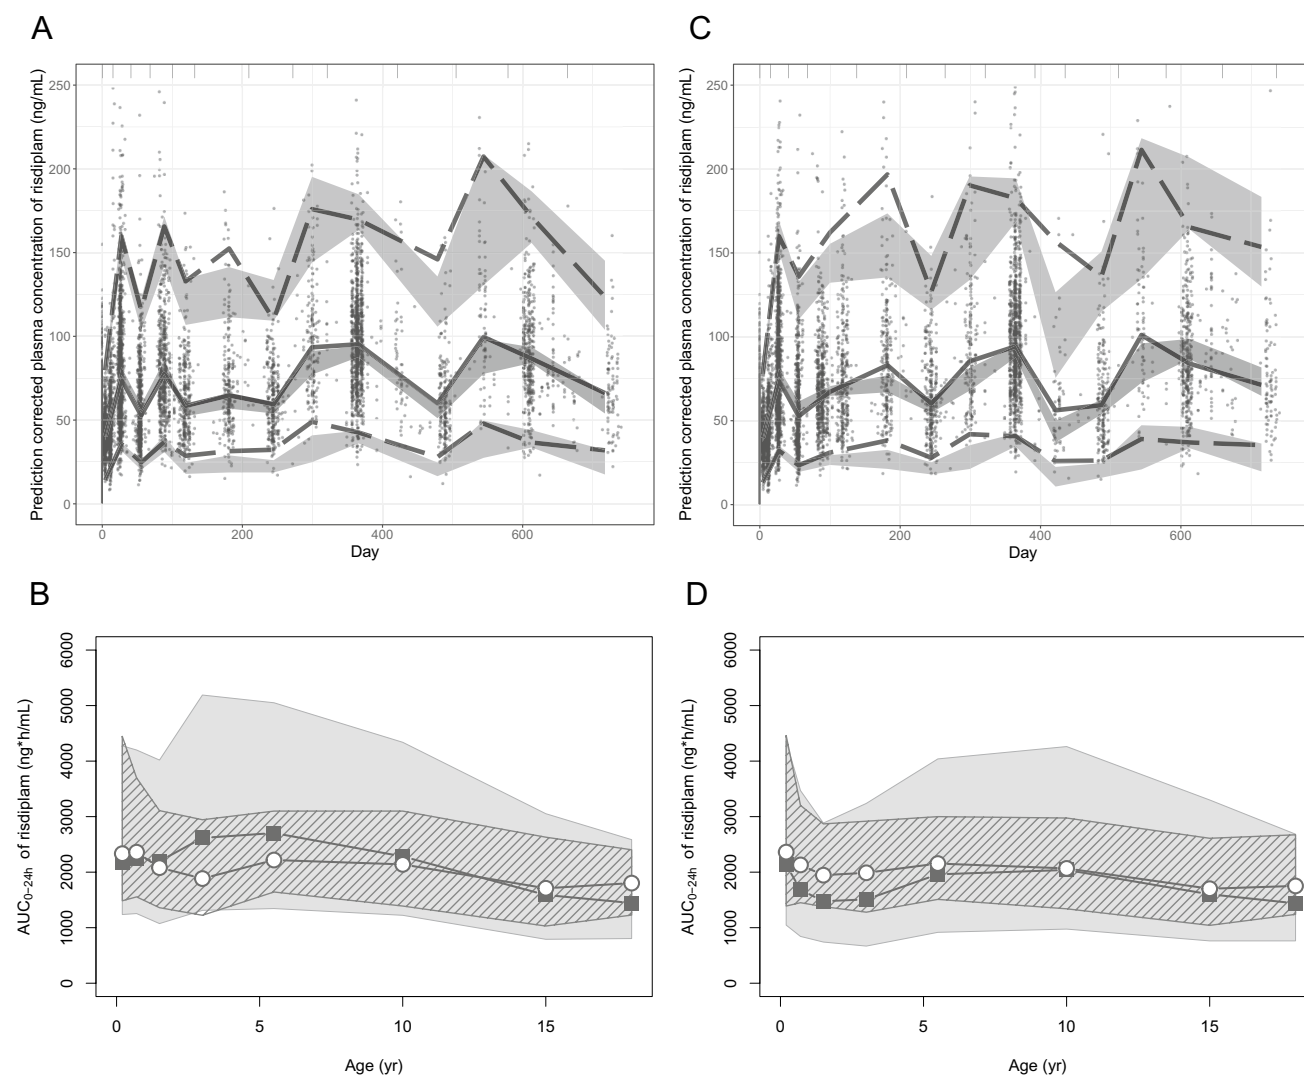 A
Prediction corrected plasma concentration of risdiplam (ng/mL)
250
200
150
100
50
0
0 200 400 600
Day
C
Prediction corrected plasma concentration of risdiplam (ng/mL)
250
200
150
100
50
0
0 200 400 600
Day
B
AUC0–24h of risdiplam (ng*h/mL)
6000
5000
4000
3000
2000
1000
0
0 5 10 15
Age (yr)
D
AUC0–24h of risdiplam (ng*h/mL)
6000
5000
4000
3000
2000
1000
0
0 5 10 15
Age (yr)